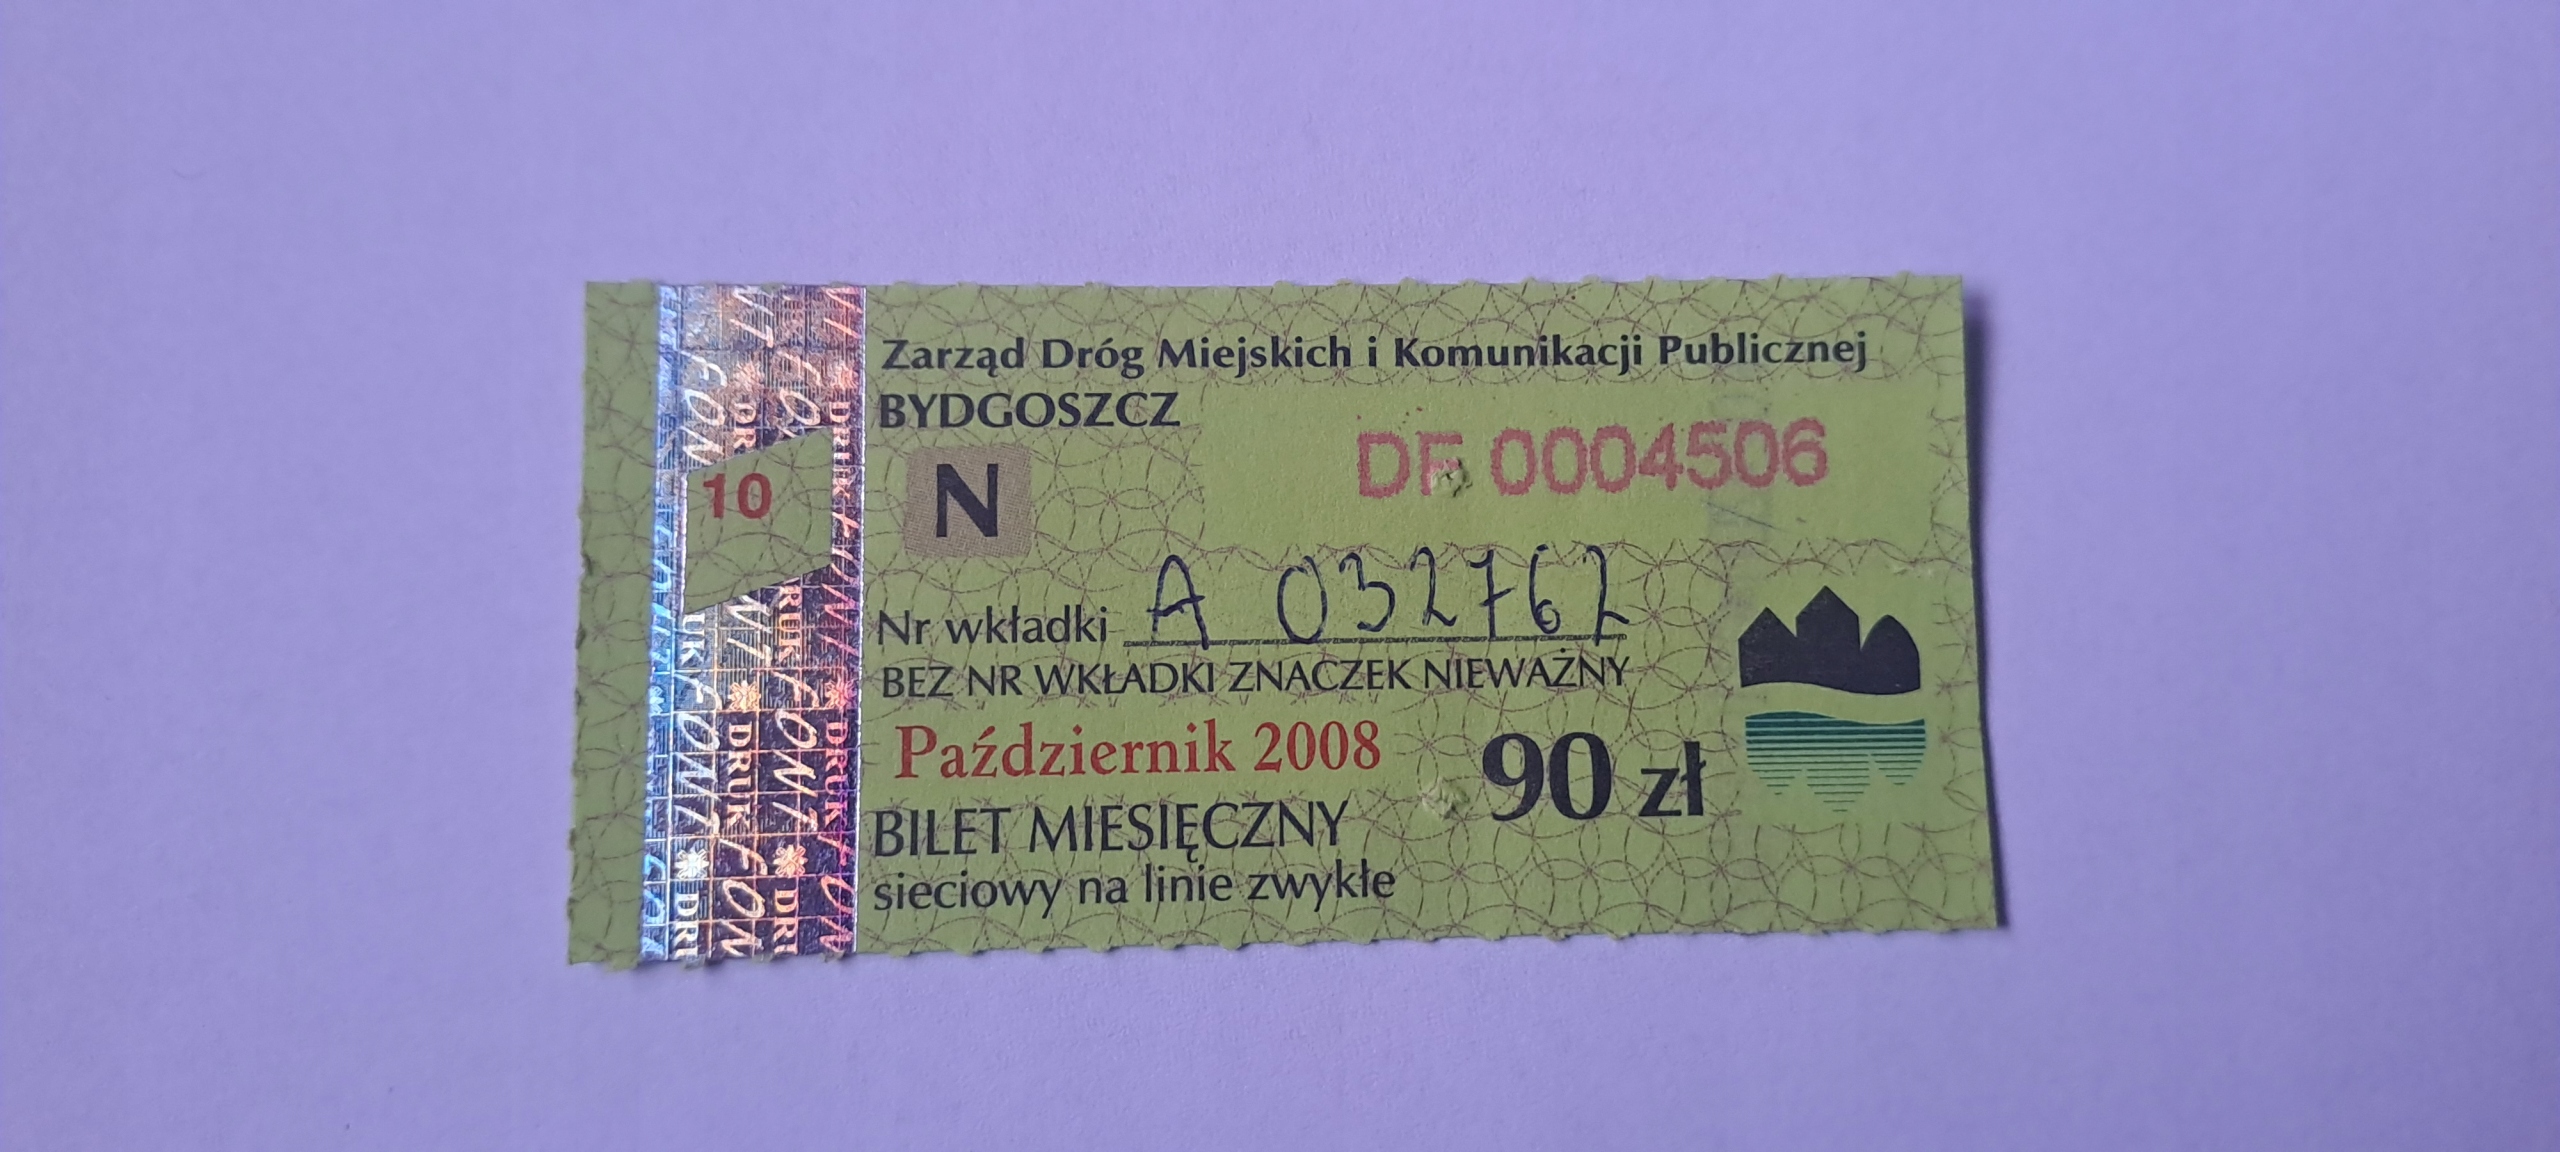 Zarząd Dróg Miejskich i Komunikacji Publicznej
BYDGOSZCZ
DF 0004506
N
10
Nr wkładki A 032762
BEZ NR WKŁADKI ZNACZEK NIEWAŻNY
Październik 2008
90 zł
BILET MIESIĘCZNY
sieciowy na linie zwykłe